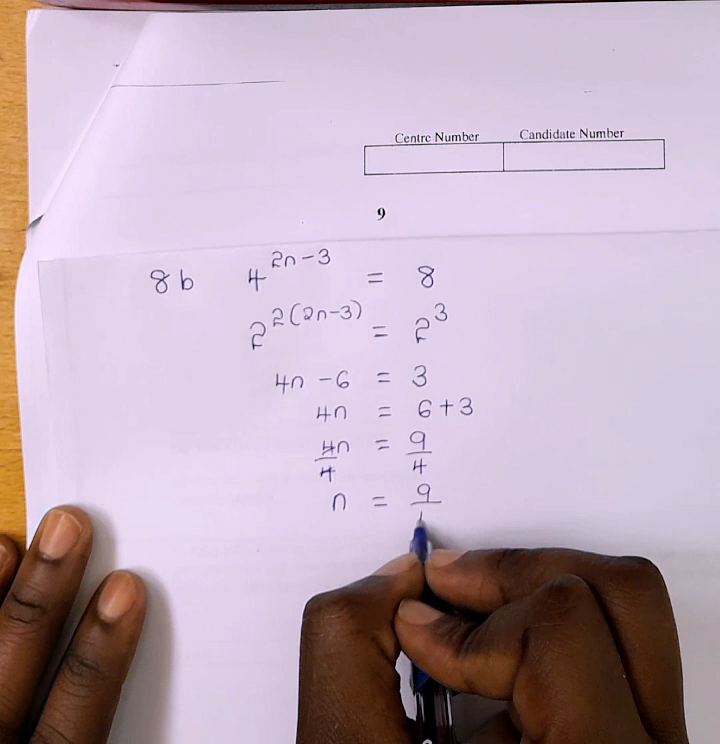 Centre Number Candidate Number
9
8b 4^{2n-3} = 8
2^{2(2n-3)} = 2^3
4n - 6 = 3
4n = 6 + 3
4n/4 = 9/4
n = 9/